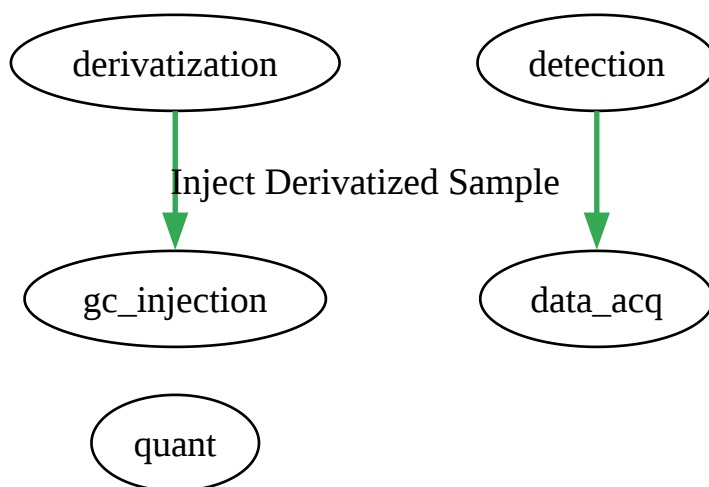 derivatization
detection
Inject Derivatized Sample
gc_injection
data_acq
quant